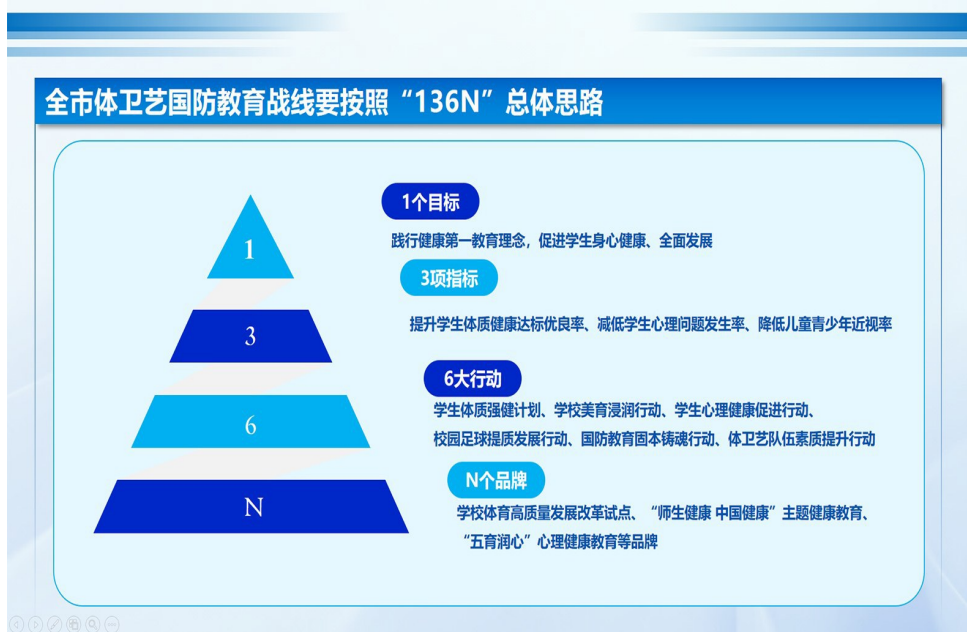 全市体卫艺国防教育战线要按照“136N”总体思路
1
1个目标
践行健康第一教育理念，促进学生身心健康、全面发展
3
3项指标
提升学生体质健康达标优良率、减低学生心理问题发生率、降低儿童青少年近视率
6
6大行动
学生体质强健计划、学校美育浸润行动、学生心理健康促进行动、
校园足球提质发展行动、国防教育固本铸魂行动、体卫艺队伍素质提升行动
N
N个品牌
学校体育高质量发展改革试点、“师生健康 中国健康”主题健康教育、
“五育润心”心理健康教育等品牌